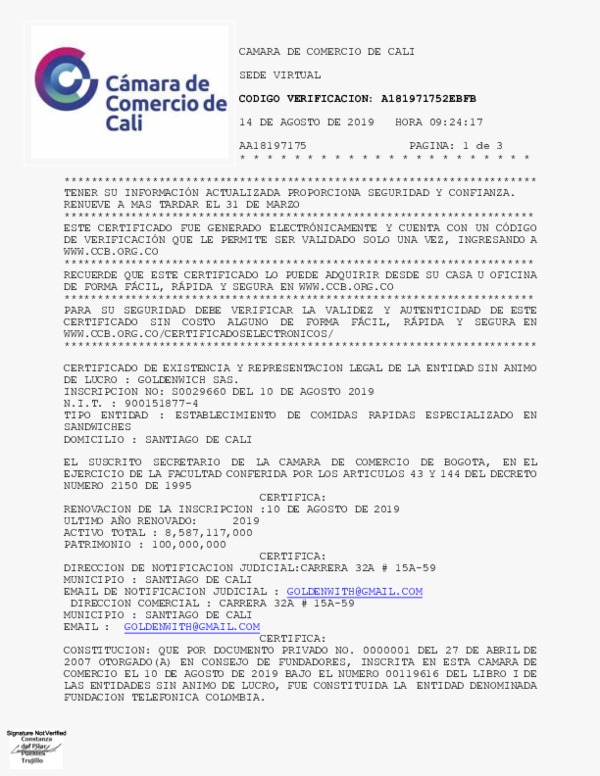 Cámara de
Comercio de
Cali
CAMARA DE COMERCIO DE CALI
SEDE VIRTUAL
CODIGO VERIFICACION: A181971752EBFB
14 DE AGOSTO DE 2019 HORA 09:24:17
AA18197175 PAGINA: 1 de 3
* * * * * * * * * * * * * * * * * * * * * *
**********************************************************************
TENER SU INFORMACIÓN ACTUALIZADA PROPORCIONA SEGURIDAD Y CONFIANZA.
RENUEVE A MAS TARDAR EL 31 DE MARZO
**********************************************************************
ESTE CERTIFICADO FUE GENERADO ELECTRÓNICAMENTE Y CUENTA CON UN CÓDIGO
DE VERIFICACIÓN QUE LE PERMITE SER VALIDADO SOLO UNA VEZ, INGRESANDO A
WWW.CCB.ORG.CO
**********************************************************************
RECUERDE QUE ESTE CERTIFICADO LO PUEDE ADQUIRIR DESDE SU CASA U OFICINA
DE FORMA FÁCIL, RÁPIDA Y SEGURA EN WWW.CCB.ORG.CO
**********************************************************************
PARA SU SEGURIDAD DEBE VERIFICAR LA VALIDEZ Y AUTENTICIDAD DE ESTE
CERTIFICADO SIN COSTO ALGUNO DE FORMA FÁCIL, RÁPIDA Y SEGURA EN
WWW.CCB.ORG.CO/CERTIFICADOSELECTRONICOS/
**********************************************************************
CERTIFICADO DE EXISTENCIA Y REPRESENTACION LEGAL DE LA ENTIDAD SIN ANIMO
DE LUCRO : GOLDENWICH SAS.
INSCRIPCION NO: S0029660 DEL 10 DE AGOSTO 2019
N.I.T. : 900151877-4
TIPO ENTIDAD : ESTABLECIMIENTO DE COMIDAS RAPIDAS ESPECIALIZADO EN
SANDWICHES
DOMICILIO : SANTIAGO DE CALI
EL SUSCRITO SECRETARIO DE LA CAMARA DE COMERCIO DE BOGOTA, EN EL
EJERCICIO DE LA FACULTAD CONFERIDA POR LOS ARTICULOS 43 Y 144 DEL DECRETO
NUMERO 2150 DE 1995
CERTIFICA:
RENOVACION DE LA INSCRIPCION :10 DE AGOSTO DE 2019
ULTIMO AÑO RENOVADO: 2019
ACTIVO TOTAL : 8,587,117,000
PATRIMONIO : 100,000,000
CERTIFICA:
DIRECCION DE NOTIFICACION JUDICIAL:CARRERA 32A # 15A-59
MUNICIPIO : SANTIAGO DE CALI
EMAIL DE NOTIFICACION JUDICIAL : GOLDENWITH@GMAIL.COM
DIRECCION COMERCIAL : CARRERA 32A # 15A-59
MUNICIPIO : SANTIAGO DE CALI
EMAIL : GOLDENWITH@GMAIL.COM
CERTIFICA:
CONSTITUCION: QUE POR DOCUMENTO PRIVADO NO. 0000001 DEL 27 DE ABRIL DE
2007 OTORGADO(A) EN CONSEJO DE FUNDADORES, INSCRITA EN ESTA CAMARA DE
COMERCIO EL 10 DE AGOSTO DE 2019 BAJO EL NUMERO 00119616 DEL LIBRO I DE
LAS ENTIDADES SIN ANIMO DE LUCRO, FUE CONSTITUIDA LA ENTIDAD DENOMINADA
FUNDACION TELEFONICA COLOMBIA.
Signature Not Verified
Constanza
del Pilar
Puentes
Trujillo